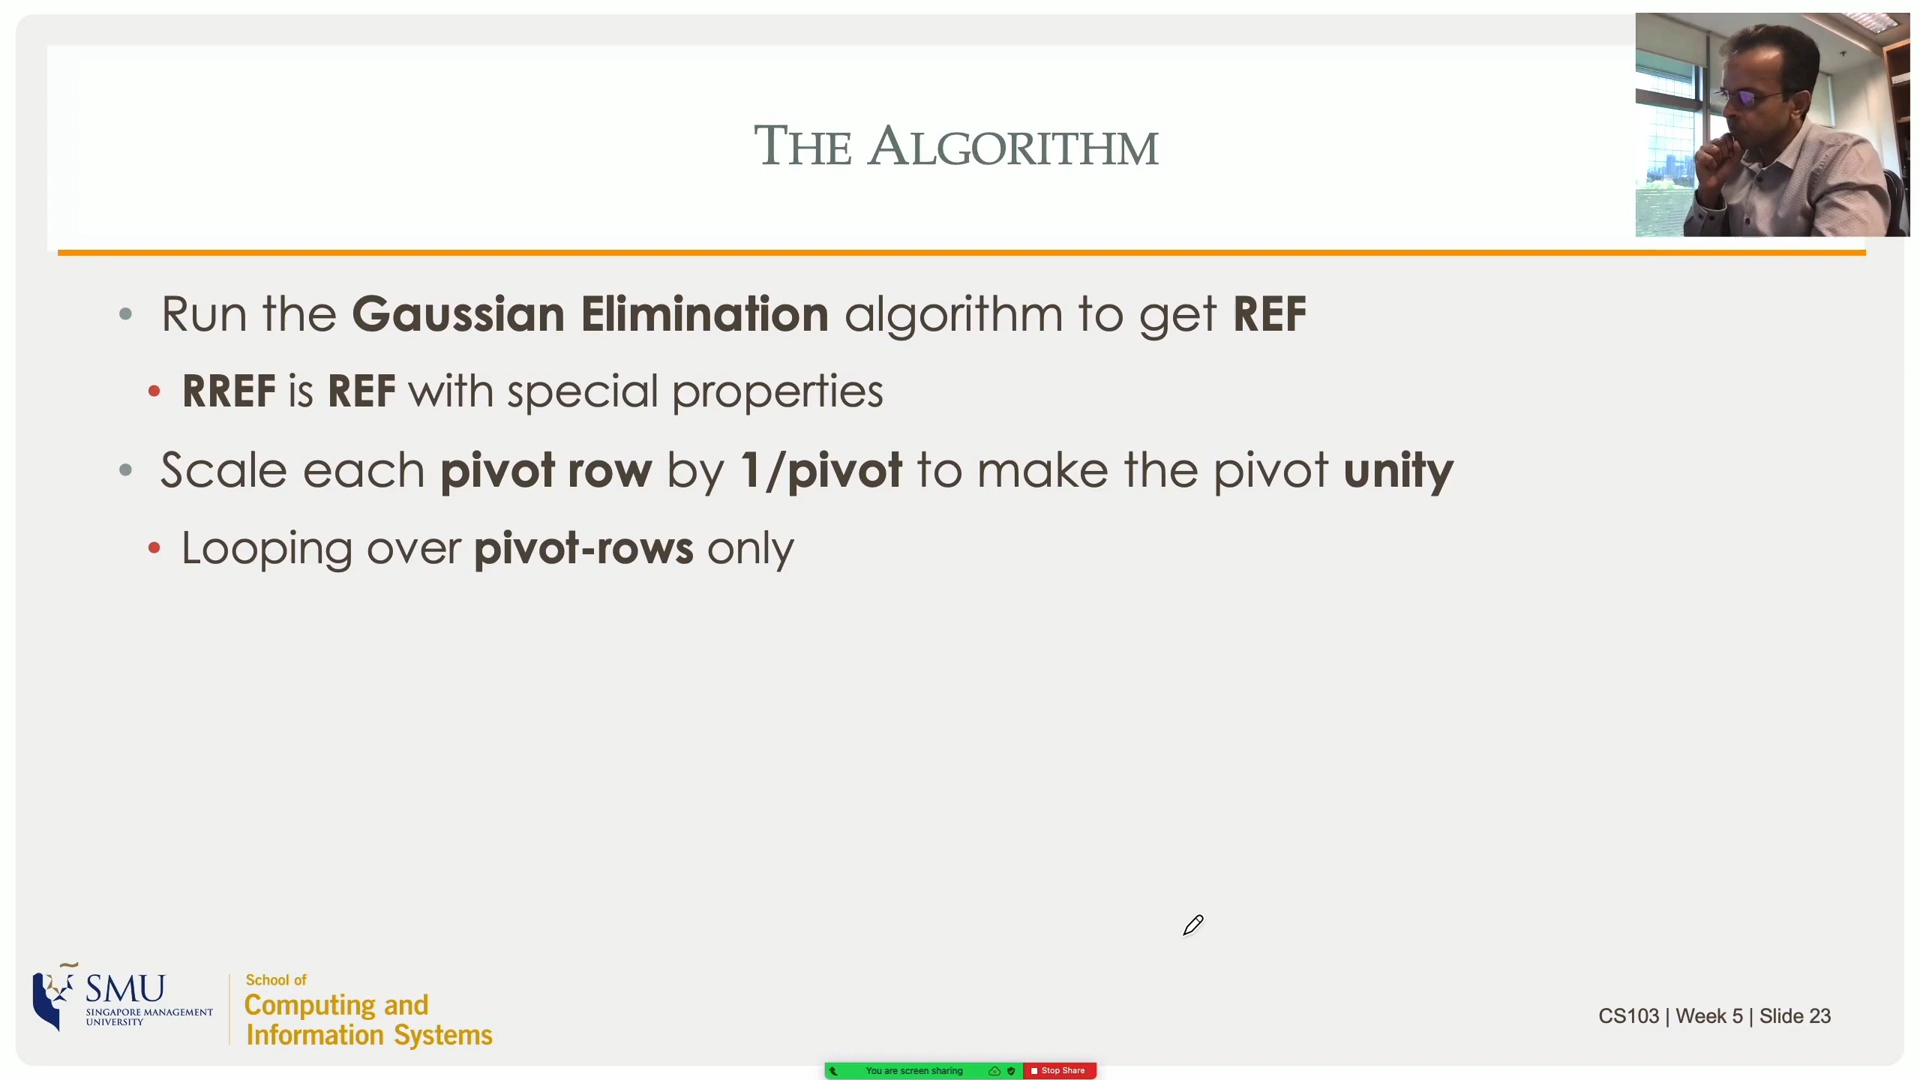 THE ALGORITHM
• Run the Gaussian Elimination algorithm to get REF
• RREF is REF with special properties
• Scale each pivot row by 1/pivot to make the pivot unity
• Looping over pivot-rows only
SMU
SINGAPORE MANAGEMENT
UNIVERSITY
School of
Computing and
Information Systems
CS103 | Week 5 | Slide 23
You are screen sharing
Stop Share